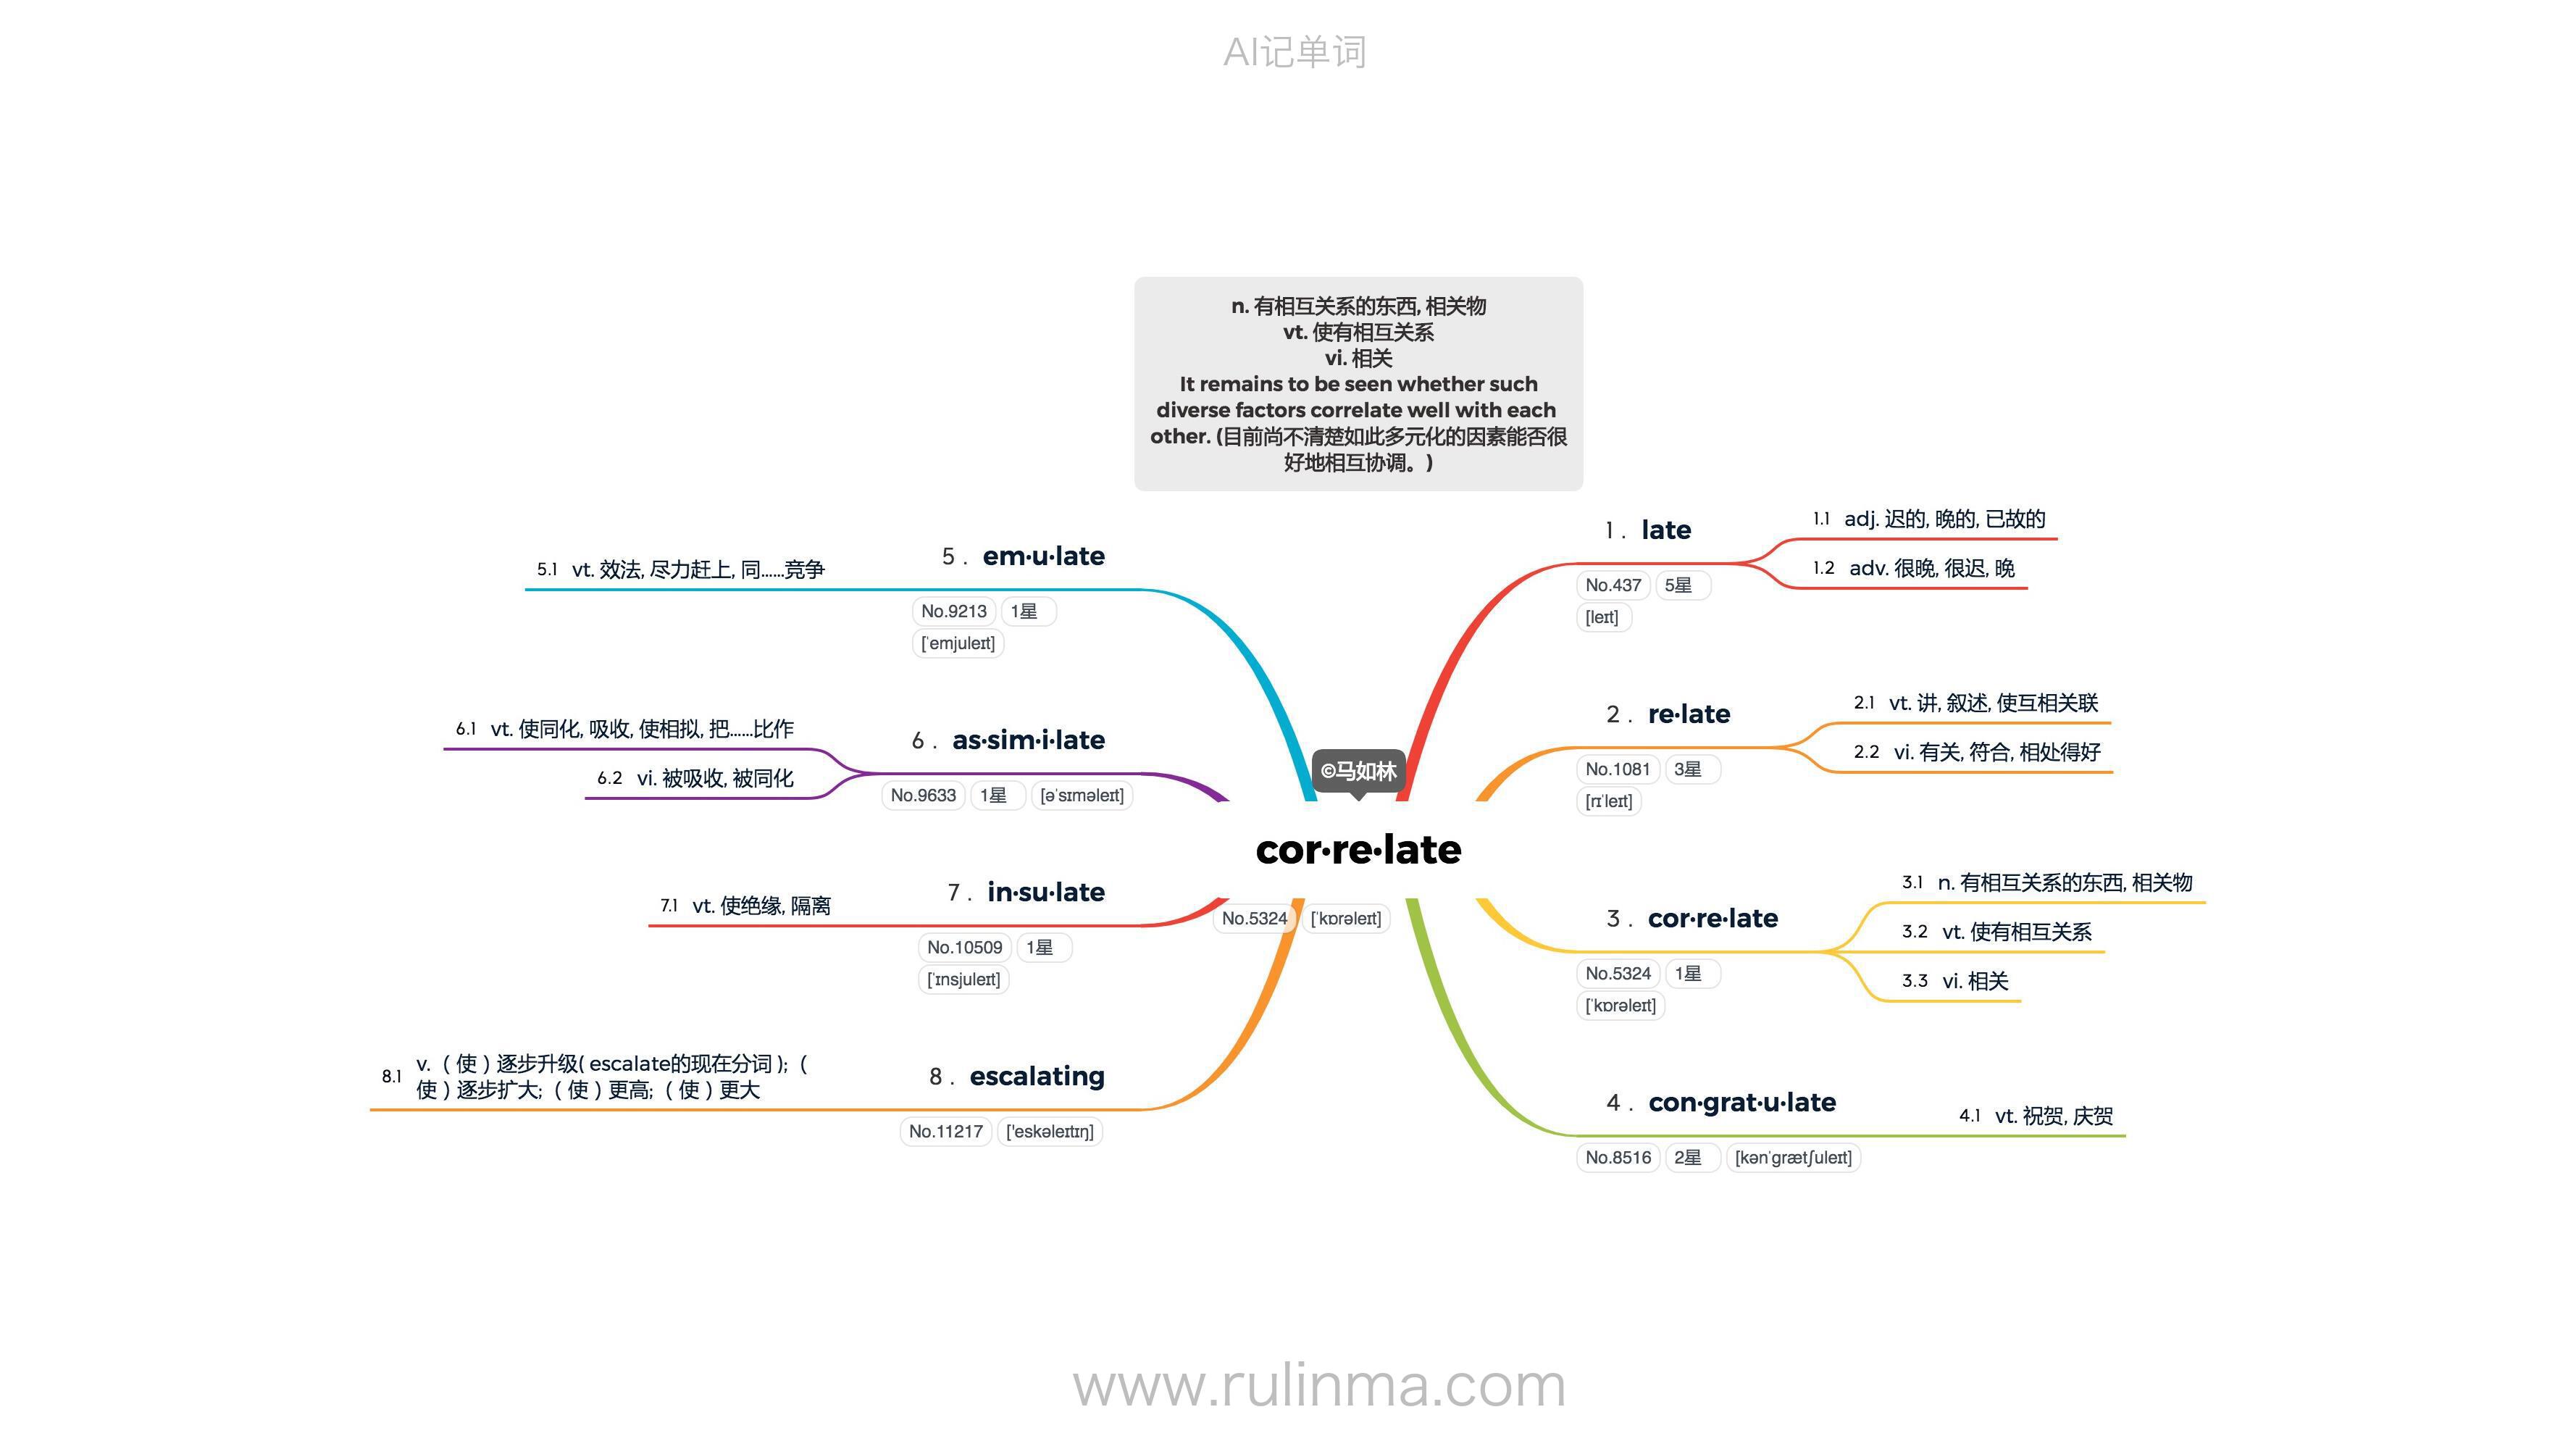 AI记单词
n. 有相互关系的东西, 相关物
vt. 使有相互关系
vi. 相关
It remains to be seen whether such
diverse factors correlate well with each
other. (目前尚不清楚如此多元化的因素能否很
好地相互协调。)
©马如林
cor·re·late
No.5324 [ˈkɒrəleɪt]
1. late
No.437 5星
[leɪt]
1.1 adj. 迟的, 晚的, 已故的
1.2 adv. 很晚, 很迟, 晚
2. re·late
No.1081 3星
[rɪˈleɪt]
2.1 vt. 讲, 叙述, 使互相关联
2.2 vi. 有关, 符合, 相处得好
3. cor·re·late
No.5324 1星
[ˈkɒrəleɪt]
3.1 n. 有相互关系的东西, 相关物
3.2 vt. 使有相互关系
3.3 vi. 相关
4. con·grat·u·late
No.8516 2星 [kənˈɡrætʃuleɪt]
4.1 vt. 祝贺, 庆贺
5. em·u·late
No.9213 1星
[ˈemjuleɪt]
5.1 vt. 效法, 尽力赶上, 同……竞争
6. as·sim·i·late
No.9633 1星 [əˈsɪməleɪt]
6.1 vt. 使同化, 吸收, 使相拟, 把……比作
6.2 vi. 被吸收, 被同化
7. in·su·late
No.10509 1星
[ˈɪnsjuleɪt]
7.1 vt. 使绝缘, 隔离
8. escalating
No.11217 ['eskəleɪtɪŋ]
8.1 v.（使）逐步升级( escalate的现在分词 );（
使）逐步扩大;（使）更高;（使）更大
www.rulinma.com